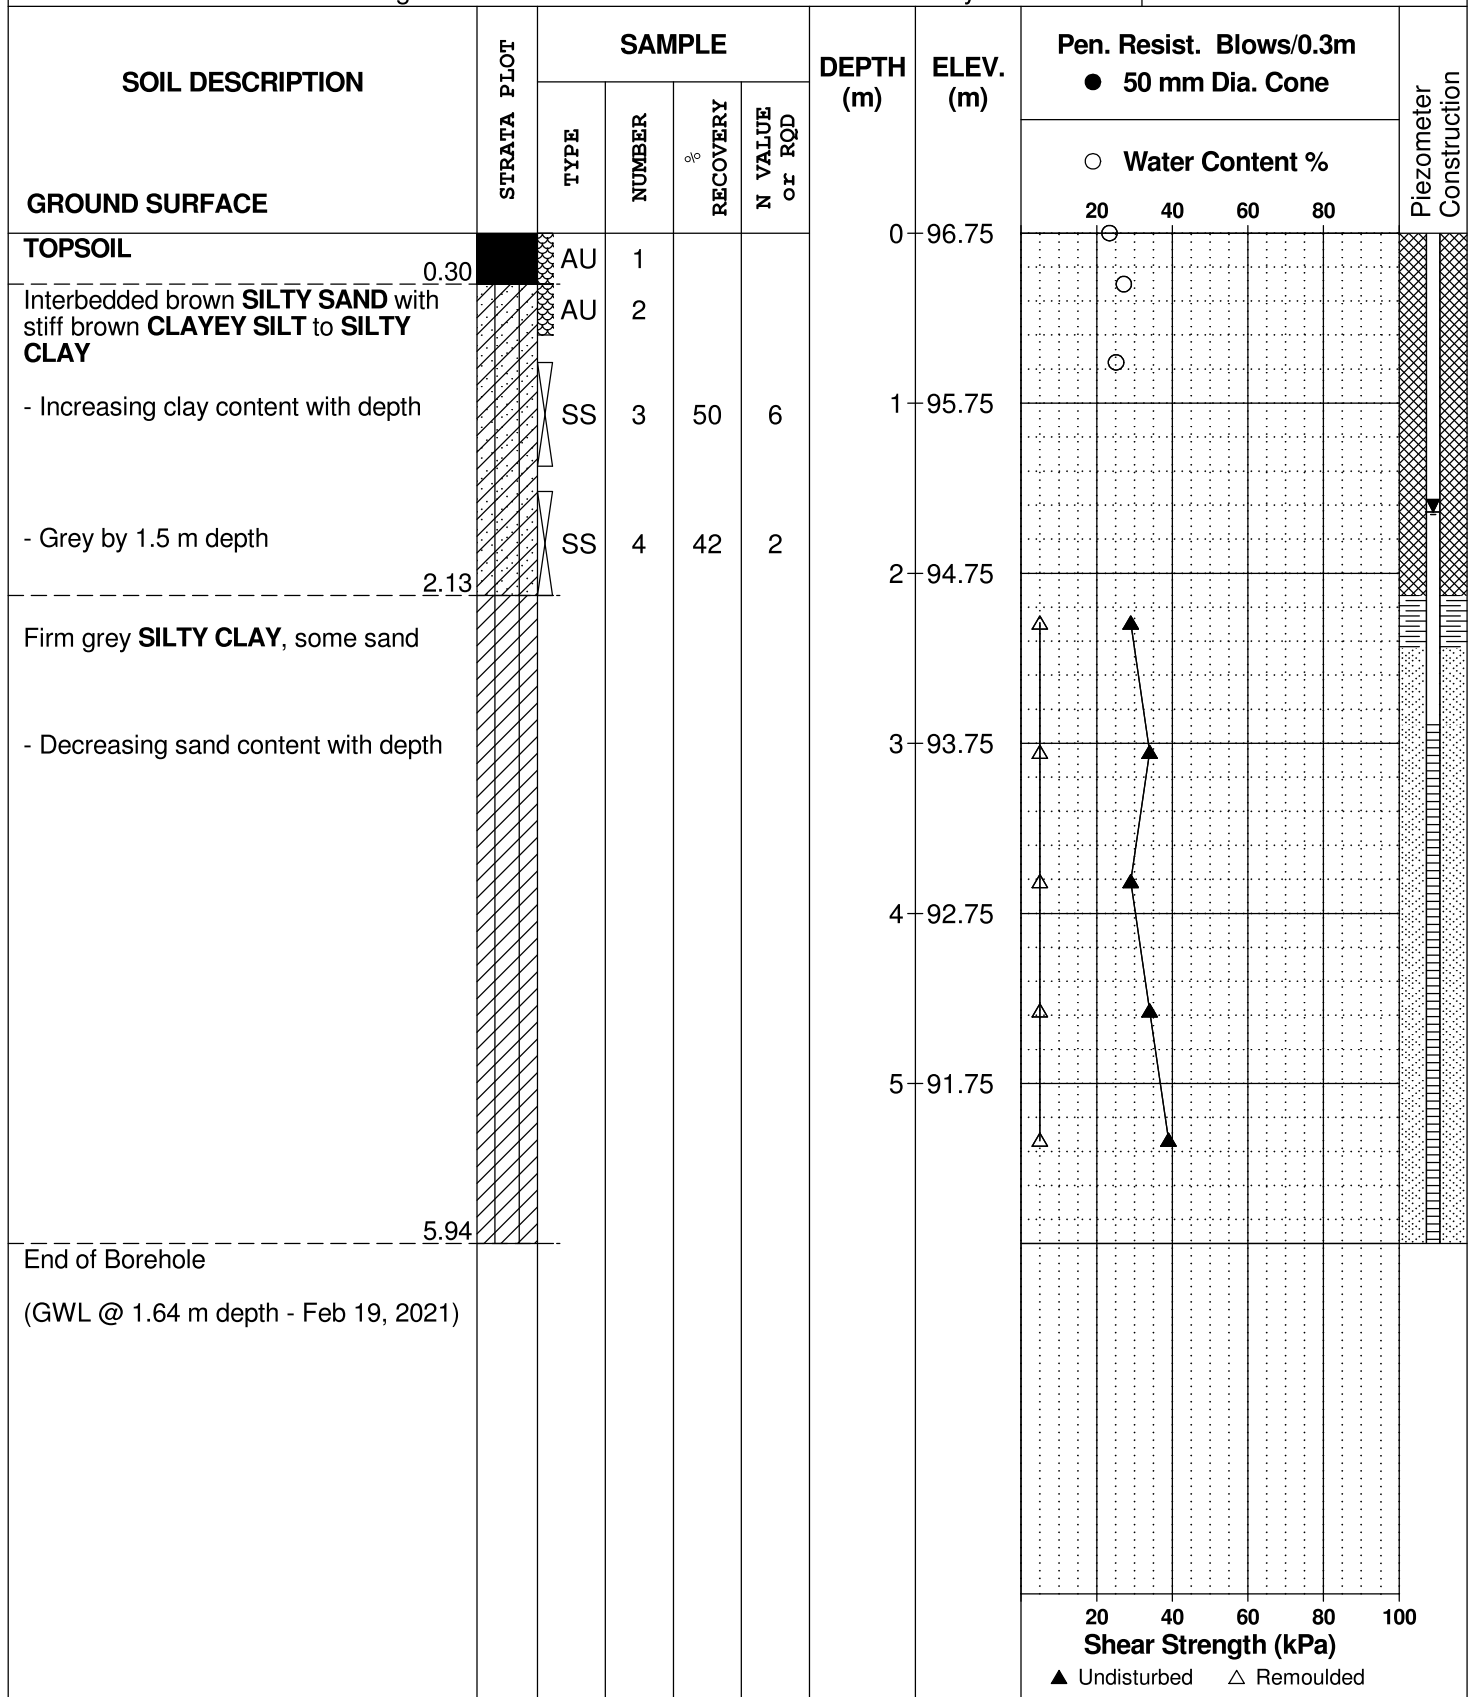 SOIL DESCRIPTION
GROUND SURFACE
STRATA PLOT
SAMPLE
TYPE
NUMBER
% RECOVERY
N VALUE
or RQD
DEPTH
(m)
ELEV.
(m)
Pen. Resist. Blows/0.3m
● 50 mm Dia. Cone
○ Water Content %
20 40 60 80
Piezometer
Construction
TOPSOIL
0.30
AU 1
0 96.75
Interbedded brown SILTY SAND with
stiff brown CLAYEY SILT to SILTY
CLAY
AU 2
- Increasing clay content with depth
SS 3 50 6
1 95.75
- Grey by 1.5 m depth
SS 4 42 2
2.13
2 94.75
Firm grey SILTY CLAY, some sand
- Decreasing sand content with depth
3 93.75
4 92.75
5 91.75
5.94
End of Borehole
(GWL @ 1.64 m depth - Feb 19, 2021)
20 40 60 80 100
Shear Strength (kPa)
▲ Undisturbed △ Remoulded